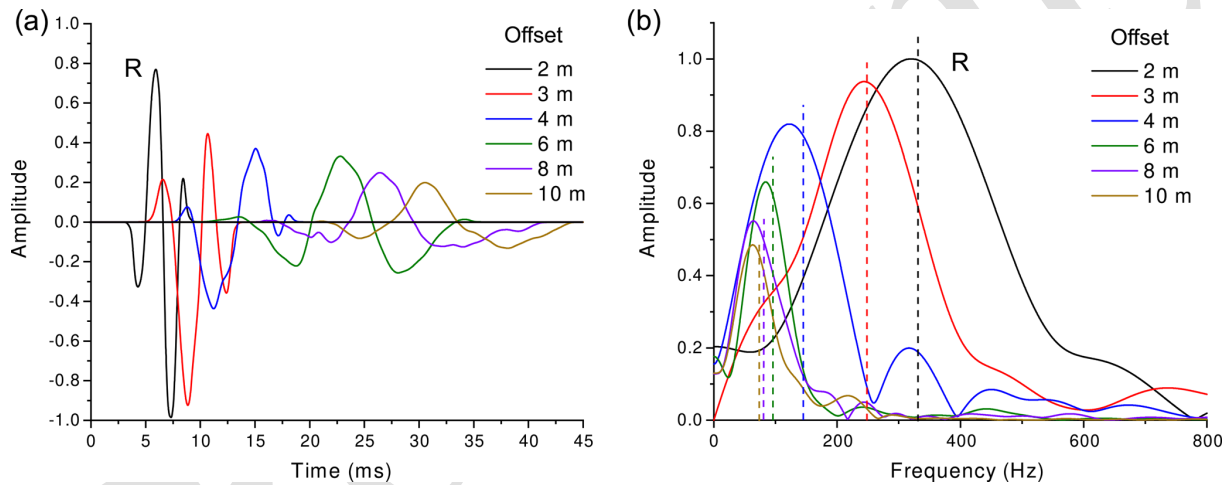 (a)
R
Offset
2 m
3 m
4 m
6 m
8 m
10 m
1.0
0.8
0.6
0.4
0.2
0.0
-0.2
-0.4
-0.6
-0.8
-1.0
Amplitude
0 5 10 15 20 25 30 35 40 45
Time (ms)
(b)
R
Offset
2 m
3 m
4 m
6 m
8 m
10 m
1.0
0.8
0.6
0.4
0.2
0.0
Amplitude
0 200 400 600 800
Frequency (Hz)